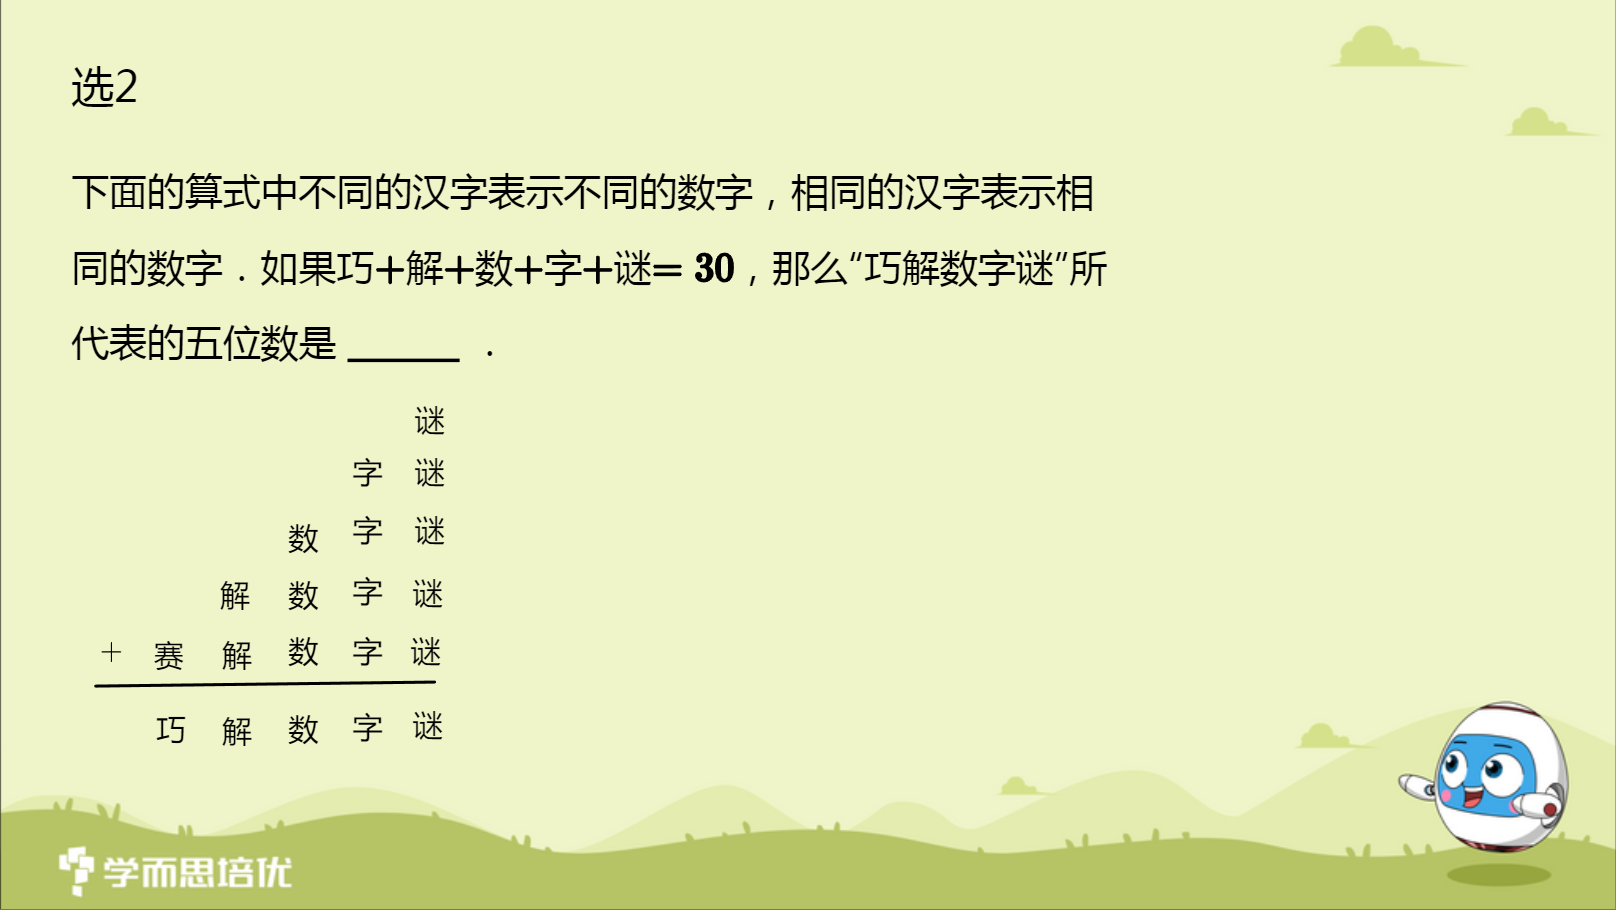 选2
下面的算式中不同的汉字表示不同的数字，相同的汉字表示相
同的数字．如果巧+解+数+字+谜= 30，那么“巧解数字谜”所
代表的五位数是 ______ ．
谜
字 谜
数 字 谜
解 数 字 谜
+ 赛 解 数 字 谜
巧 解 数 字 谜
学而思培优